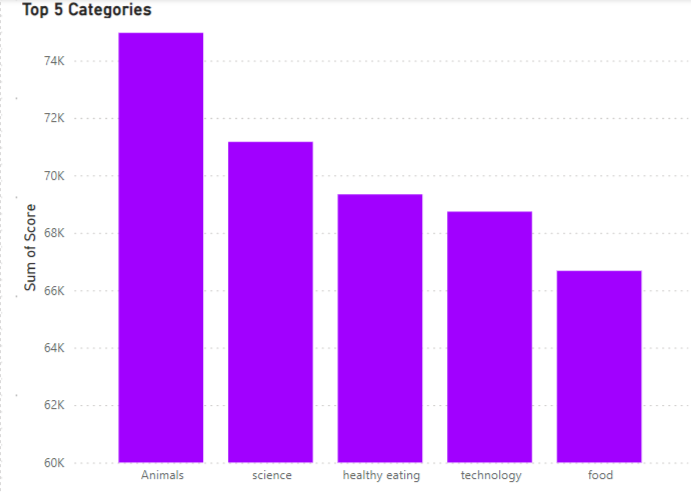 Top 5 Categories
74K
72K
70K
68K
66K
64K
62K
60K
Sum of Score
Animals science healthy eating technology food